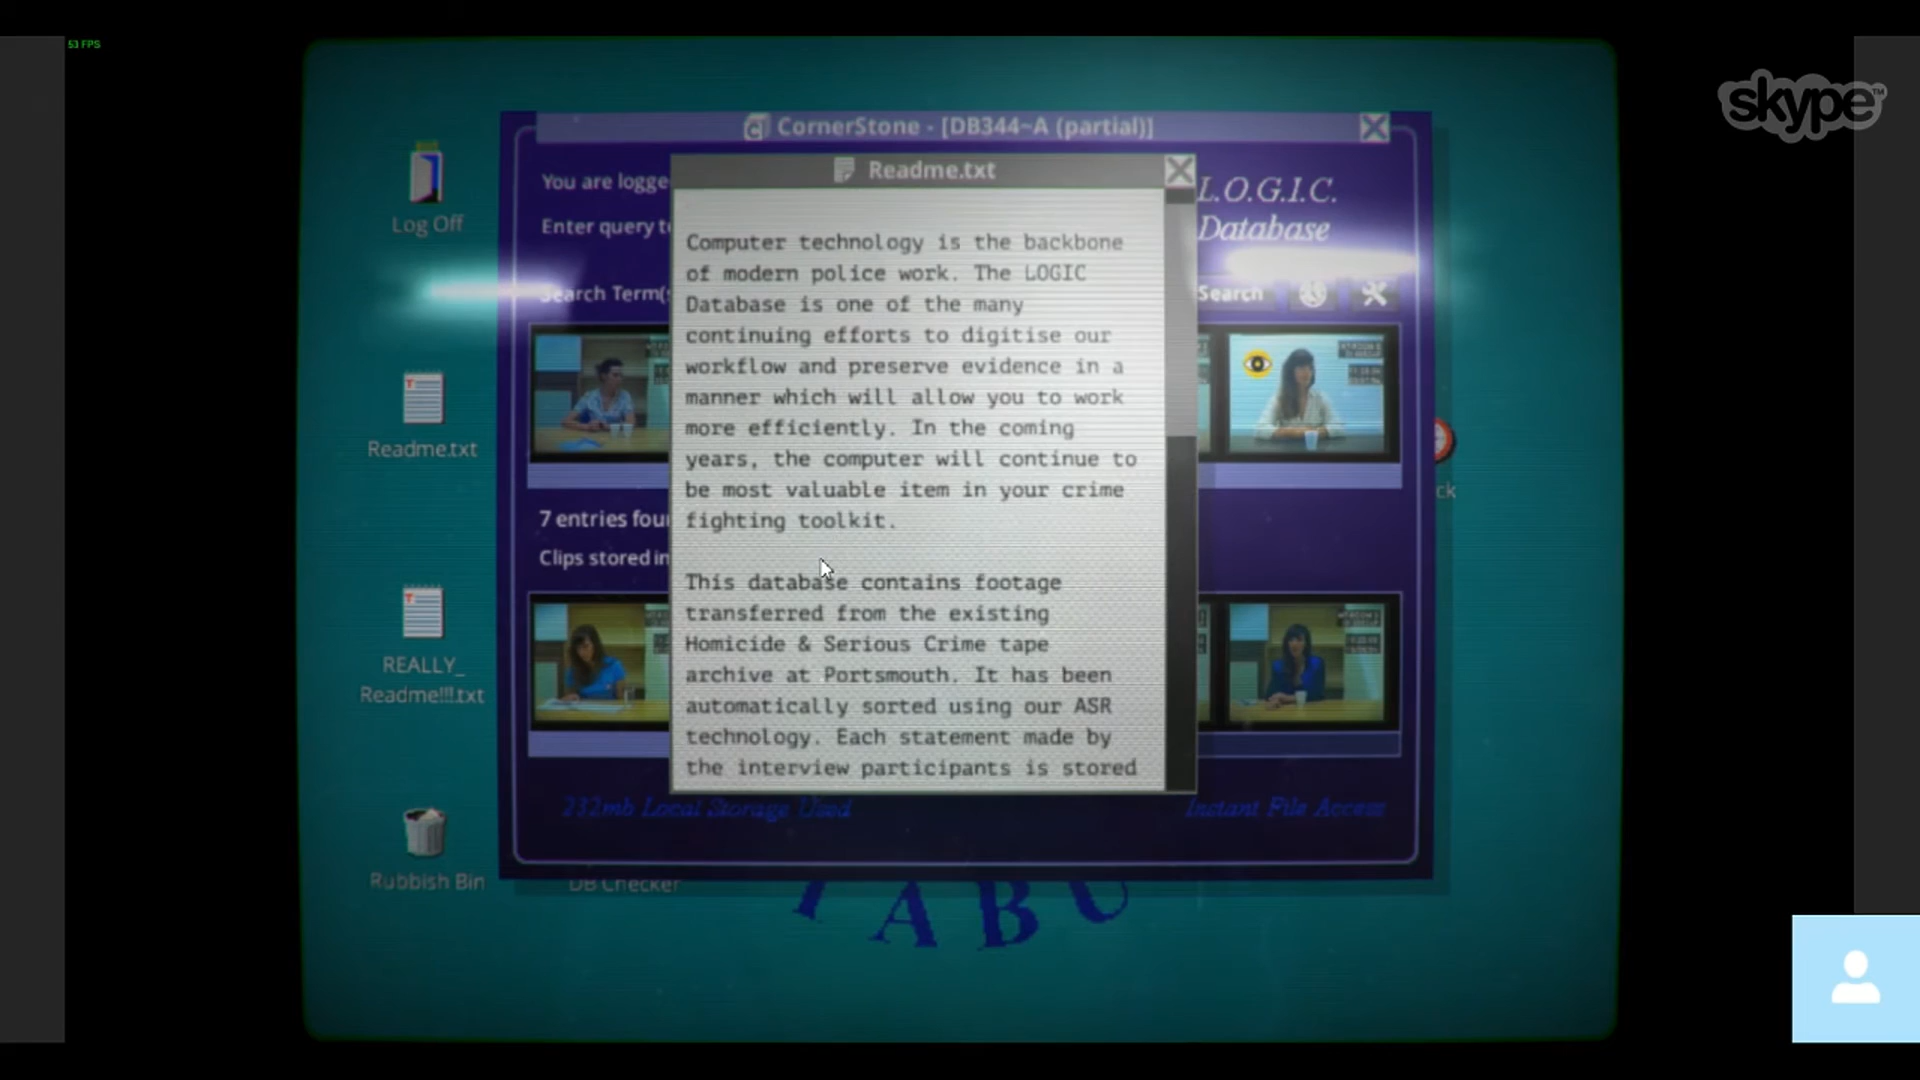 53 FPS
skype™
CornerStone - [DB344~A (partial)]
Readme.txt
You are logge
L.O.G.I.C.
Database
Log Off
Enter query t
Search Term(s
Search
Computer technology is the backbone
of modern police work. The LOGIC
Database is one of the many
continuing efforts to digitise our
workflow and preserve evidence in a
manner which will allow you to work
more efficiently. In the coming
years, the computer will continue to
be most valuable item in your crime
fighting toolkit.
This database contains footage
transferred from the existing
Homicide & Serious Crime tape
archive at Portsmouth. It has been
automatically sorted using our ASR
technology. Each statement made by
the interview participants is stored
Readme.txt
ck
7 entries fou
Clips stored in
REALLY_
Readme!!!.txt
232mb Local Storage Used
Instant File Access
Rubbish Bin
DB Checker
TABU